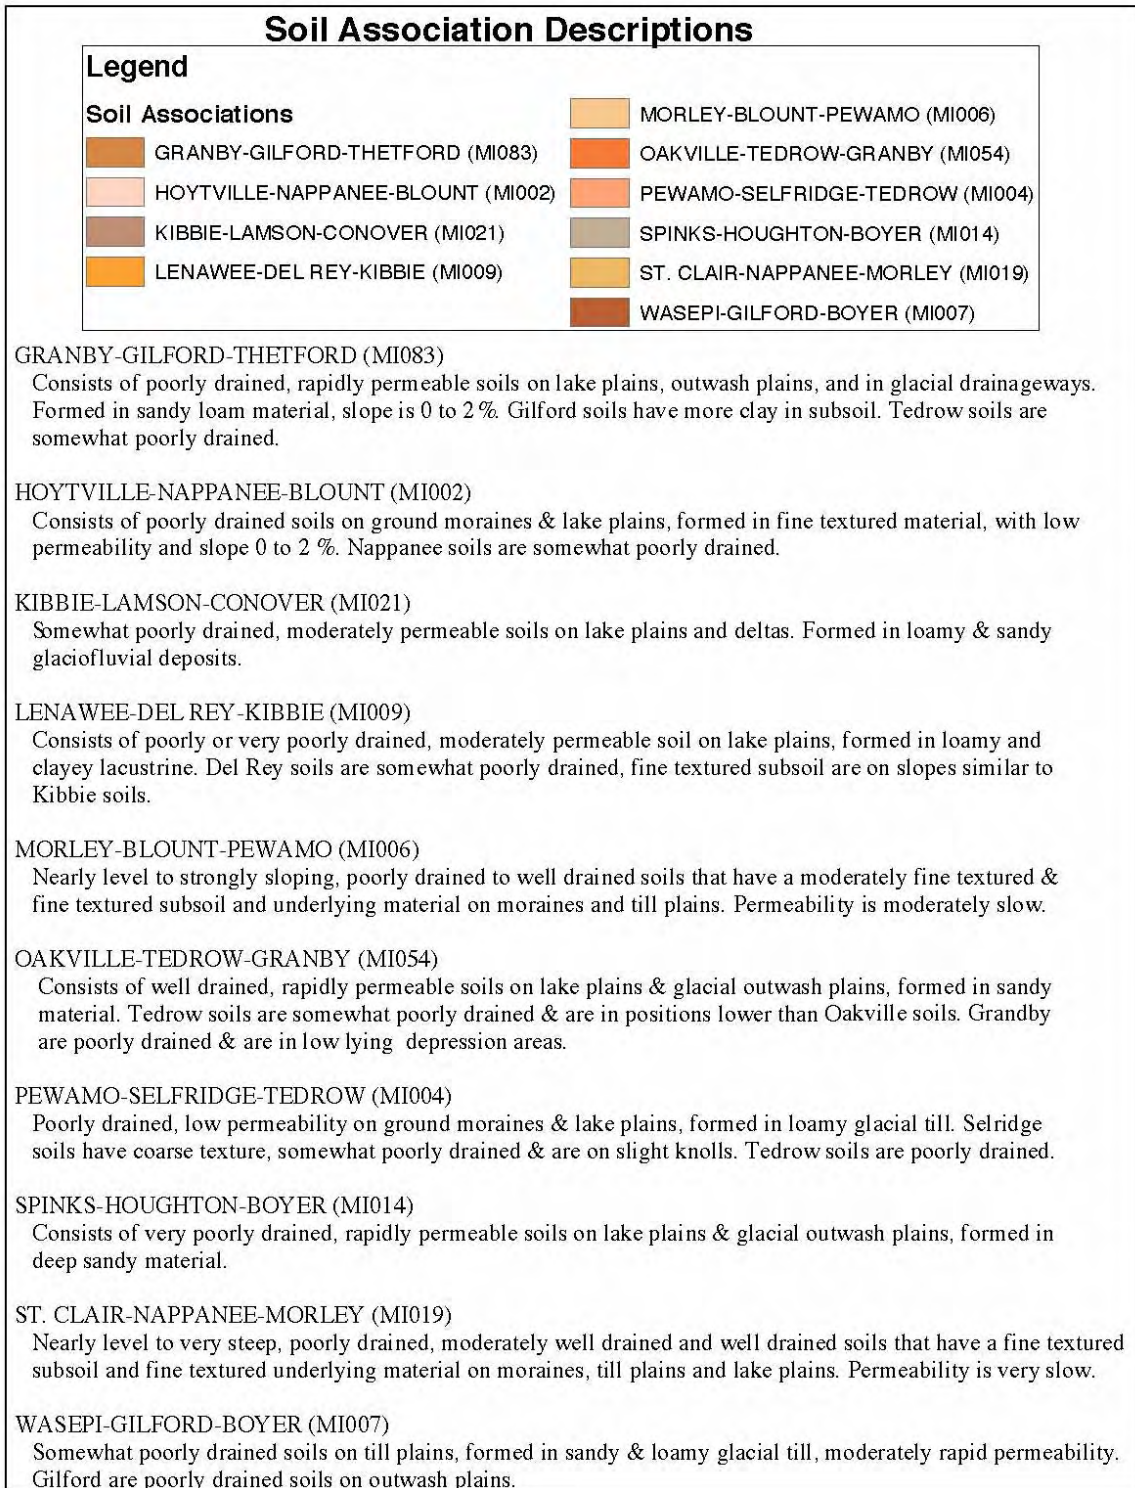 Soil Association Descriptions
Legend
Soil Associations
GRANBY-GILFORD-THETFORD (MI083)
HOYTVILLE-NAPPANEE-BLOUNT (MI002)
KIBBIE-LAMSON-CONOVER (MI021)
LENAWEE-DEL REY-KIBBIE (MI009)
MORLEY-BLOUNT-PEWAMO (MI006)
OAKVILLE-TEDROW-GRANBY (MI054)
PEWAMO-SELFRIDGE-TEDROW (MI004)
SPINKS-HOUGHTON-BOYER (MI014)
ST. CLAIR-NAPPANEE-MORLEY (MI019)
WASEPI-GILFORD-BOYER (MI007)
GRANBY-GILFORD-THETFORD (MI083)
Consists of poorly drained, rapidly permeable soils on lake plains, outwash plains, and in glacial drainageways.
Formed in sandy loam material, slope is 0 to 2 %. Gilford soils have more clay in subsoil. Tedrow soils are
somewhat poorly drained.
HOYTVILLE-NAPPANEE-BLOUNT (MI002)
Consists of poorly drained soils on ground moraines & lake plains, formed in fine textured material, with low
permeability and slope 0 to 2 %. Nappanee soils are somewhat poorly drained.
KIBBIE-LAMSON-CONOVER (MI021)
Somewhat poorly drained, moderately permeable soils on lake plains and deltas. Formed in loamy & sandy
glaciofluvial deposits.
LENAWEE-DEL REY-KIBBIE (MI009)
Consists of poorly or very poorly drained, moderately permeable soil on lake plains, formed in loamy and
clayey lacustrine. Del Rey soils are somewhat poorly drained, fine textured subsoil are on slopes similar to
Kibbie soils.
MORLEY-BLOUNT-PEWAMO (MI006)
Nearly level to strongly sloping, poorly drained to well drained soils that have a moderately fine textured &
fine textured subsoil and underlying material on moraines and till plains. Permeability is moderately slow.
OAKVILLE-TEDROW-GRANBY (MI054)
Consists of well drained, rapidly permeable soils on lake plains & glacial outwash plains, formed in sandy
material. Tedrow soils are somewhat poorly drained & are in positions lower than Oakville soils. Grandby
are poorly drained & are in low lying depression areas.
PEWAMO-SELFRIDGE-TEDROW (MI004)
Poorly drained, low permeability on ground moraines & lake plains, formed in loamy glacial till. Selridge
soils have coarse texture, somewhat poorly drained & are on slight knolls. Tedrow soils are poorly drained.
SPINKS-HOUGHTON-BOYER (MI014)
Consists of very poorly drained, rapidly permeable soils on lake plains & glacial outwash plains, formed in
deep sandy material.
ST. CLAIR-NAPPANEE-MORLEY (MI019)
Nearly level to very steep, poorly drained, moderately well drained and well drained soils that have a fine textured
subsoil and fine textured underlying material on moraines, till plains and lake plains. Permeability is very slow.
WASEPI-GILFORD-BOYER (MI007)
Somewhat poorly drained soils on till plains, formed in sandy & loamy glacial till, moderately rapid permeability.
Gilford are poorly drained soils on outwash plains.